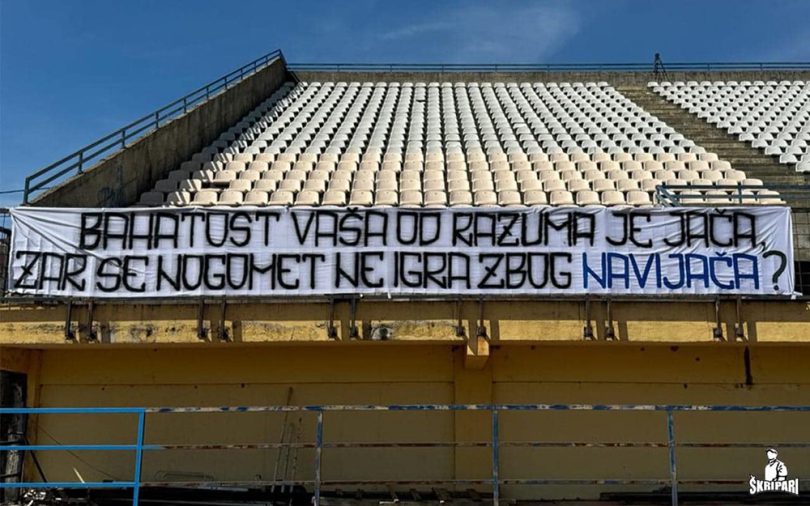 BAHATOST VAŠA OD RAZUMA JE JAČA,
ZAR SE NOGOMET NE IGRA ZBOG NAVIJAČA?
ŠKRIPARI